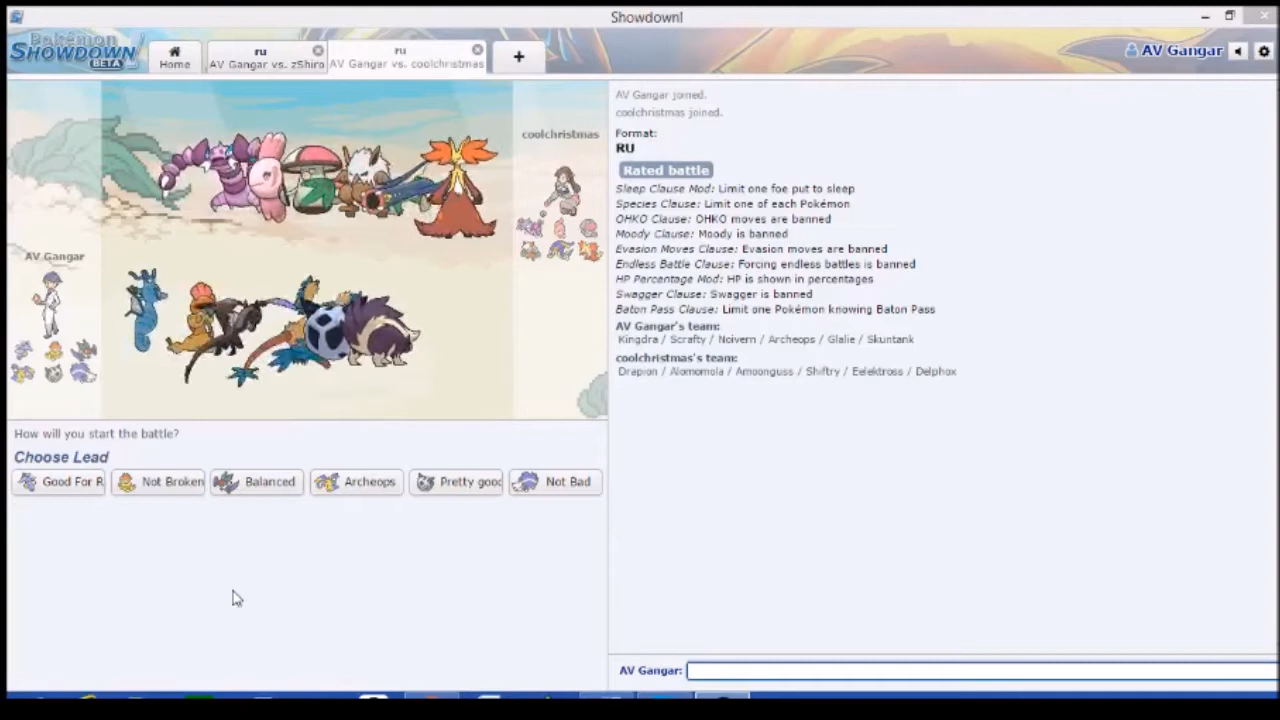 Showdown!
Pokémon
SHOWDOWN
BETA
Home
ru
AV Gangar vs. zShiro
ru
AV Gangar vs. coolchristmas
+
AV Gangar
coolchristmas
AV Gangar
How will you start the battle?
Choose Lead
Good For R
Not Broken
Balanced
Archeops
Pretty good
Not Bad
AV Gangar joined.
coolchristmas joined.
Format:
RU
Rated battle
Sleep Clause Mod: Limit one foe put to sleep
Species Clause: Limit one of each Pokémon
OHKO Clause: OHKO moves are banned
Moody Clause: Moody is banned
Evasion Moves Clause: Evasion moves are banned
Endless Battle Clause: Forcing endless battles is banned
HP Percentage Mod: HP is shown in percentages
Swagger Clause: Swagger is banned
Baton Pass Clause: Limit one Pokémon knowing Baton Pass
AV Gangar's team:
Kingdra / Scrafty / Noivern / Archeops / Glalie / Skuntank
coolchristmas's team:
Drapion / Alomomola / Amoonguss / Shiftry / Eelektross / Delphox
AV Gangar: